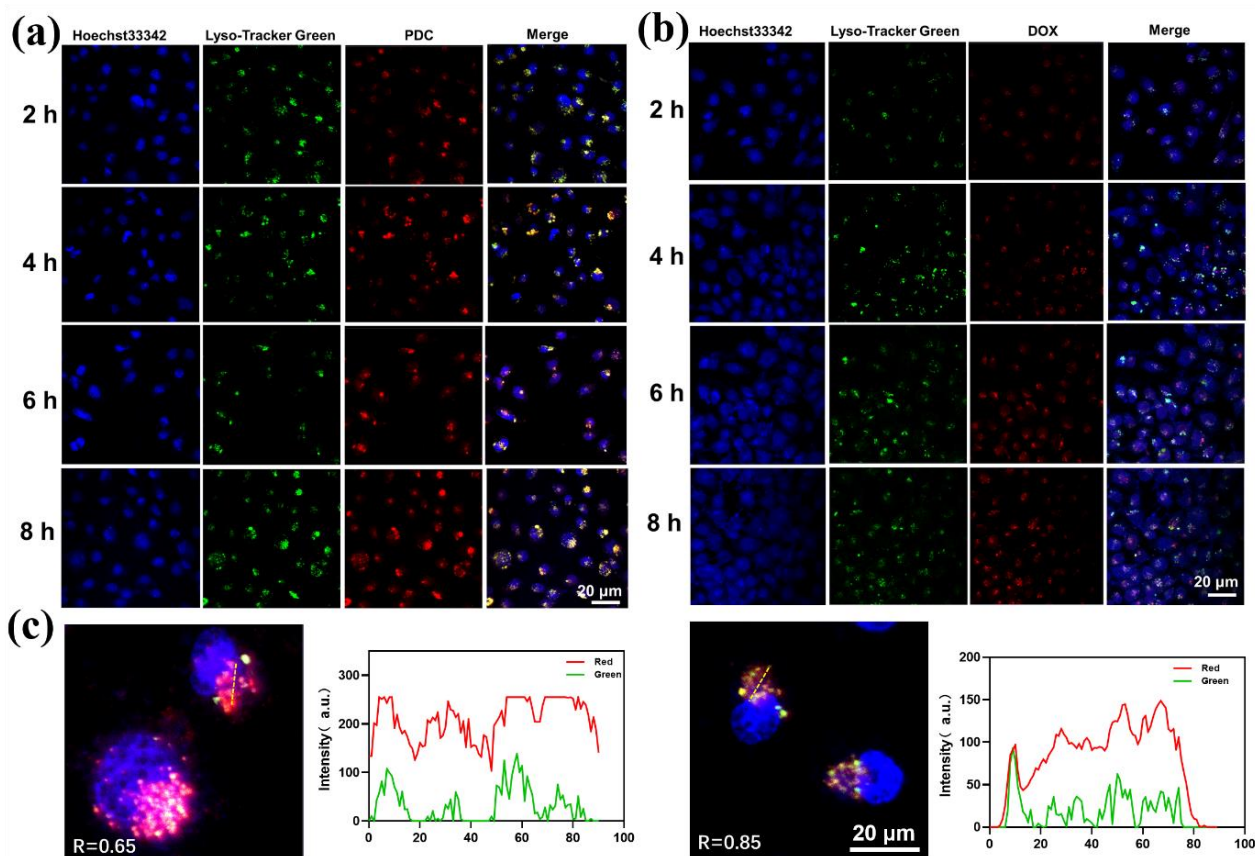 (a)
Hoechst33342 Lyso-Tracker Green PDC Merge
2 h
4 h
6 h
8 h
20 μm
(b)
Hoechst33342 Lyso-Tracker Green DOX Merge
2 h
4 h
6 h
8 h
20 μm
(c)
R=0.65
Intensity( a.u.)
300
200
100
0
0 20 40 60 80 100
Red
Green
R=0.85
20 μm
Intensity( a.u.)
200
150
100
50
0
0 20 40 60 80 100
Red
Green